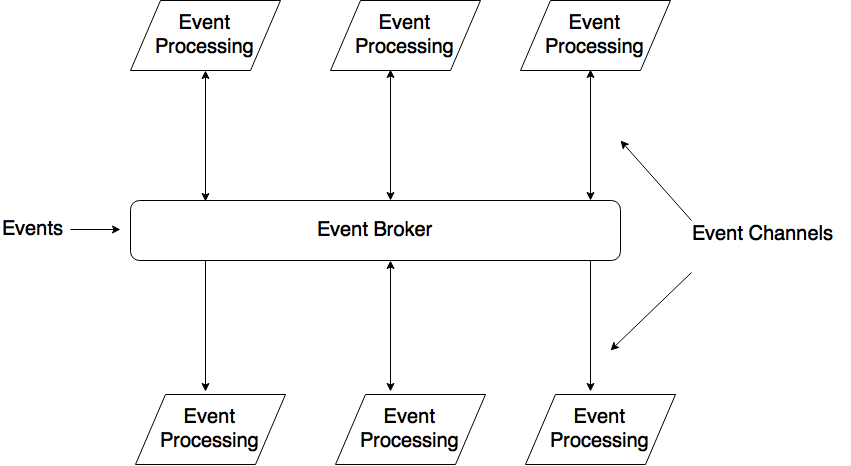 Event
Processing
Event
Processing
Event
Processing
Events
Event Broker
Event Channels
Event
Processing
Event
Processing
Event
Processing